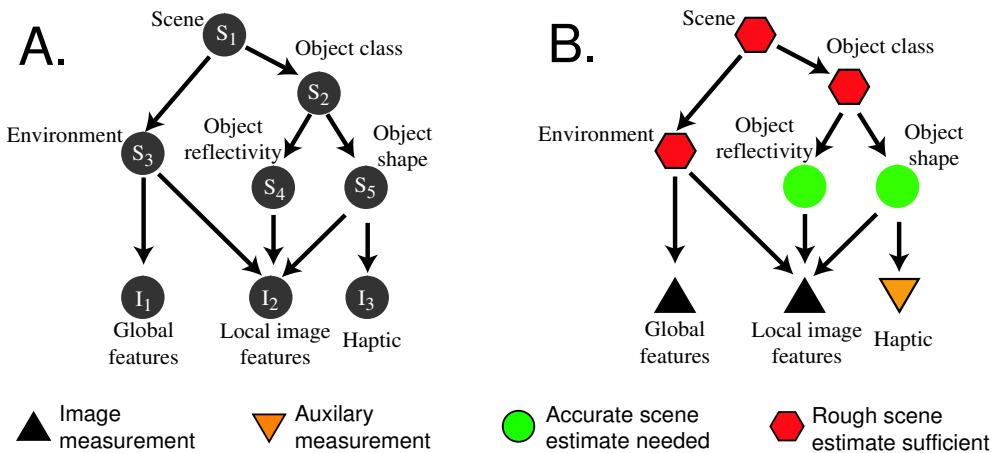 A.
Scene
S1
Object class
S2
Environment
S3
Object
reflectivity
S4
Object
shape
S5
I1
I2
I3
Global
features
Local image
features
Haptic
B.
Scene
Object class
Environment
Object
reflectivity
Object
shape
Global
features
Local image
features
Haptic
Image
measurement
Auxilary
measurement
Accurate scene
estimate needed
Rough scene
estimate sufficient